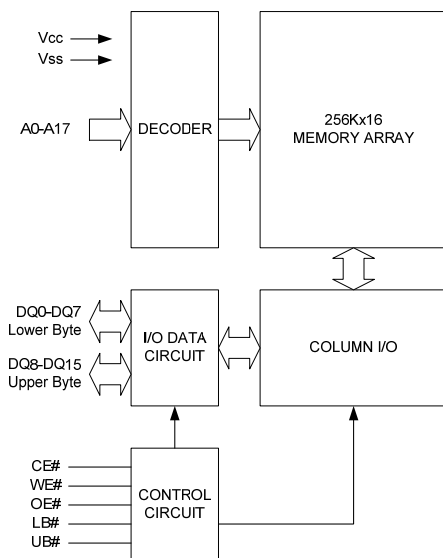 Vcc
Vss
A0-A17
DECODER
256Kx16
MEMORY ARRAY
DQ0-DQ7
Lower Byte
DQ8-DQ15
Upper Byte
I/O DATA
CIRCUIT
COLUMN I/O
CE#
WE#
OE#
LB#
UB#
CONTROL
CIRCUIT